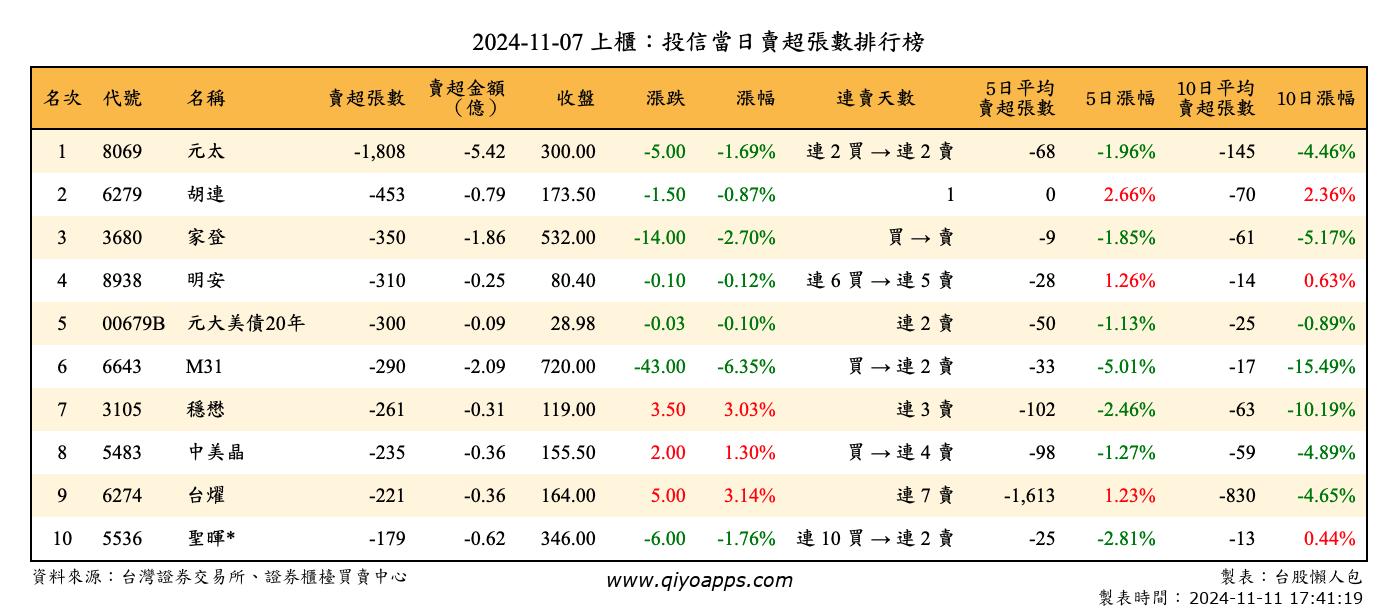 2024-11-07 上櫃：投信當日賣超張數排行榜
名次 代號 名稱 賣超張數 賣超金額（億） 收盤 漲跌 漲幅 連賣天數 5日平均賣超張數 5日漲幅 10日平均賣超張數 10日漲幅
1 8069 元太 -1,808 -5.42 300.00 -5.00 -1.69% 連 2 買 → 連 2 賣 -68 -1.96% -145 -4.46%
2 6279 胡連 -453 -0.79 173.50 -1.50 -0.87% 1 0 2.66% -70 2.36%
3 3680 家登 -350 -1.86 532.00 -14.00 -2.70% 買 → 賣 -9 -1.85% -61 -5.17%
4 8938 明安 -310 -0.25 80.40 -0.10 -0.12% 連 6 買 → 連 5 賣 -28 1.26% -14 0.63%
5 00679B 元大美債20年 -300 -0.09 28.98 -0.03 -0.10% 連 2 賣 -50 -1.13% -25 -0.89%
6 6643 M31 -290 -2.09 720.00 -43.00 -6.35% 買 → 連 2 賣 -33 -5.01% -17 -15.49%
7 3105 穩懋 -261 -0.31 119.00 3.50 3.03% 連 3 賣 -102 -2.46% -63 -10.19%
8 5483 中美晶 -235 -0.36 155.50 2.00 1.30% 買 → 連 4 賣 -98 -1.27% -59 -4.89%
9 6274 台燿 -221 -0.36 164.00 5.00 3.14% 連 7 賣 -1,613 1.23% -830 -4.65%
10 5536 聖暉* -179 -0.62 346.00 -6.00 -1.76% 連 10 買 → 連 2 賣 -25 -2.81% -13 0.44%
資料來源：台灣證券交易所、證券櫃檯買賣中心 www.qiyoapps.com 製表：台股懶人包
製表時間：2024-11-11 17:41:19